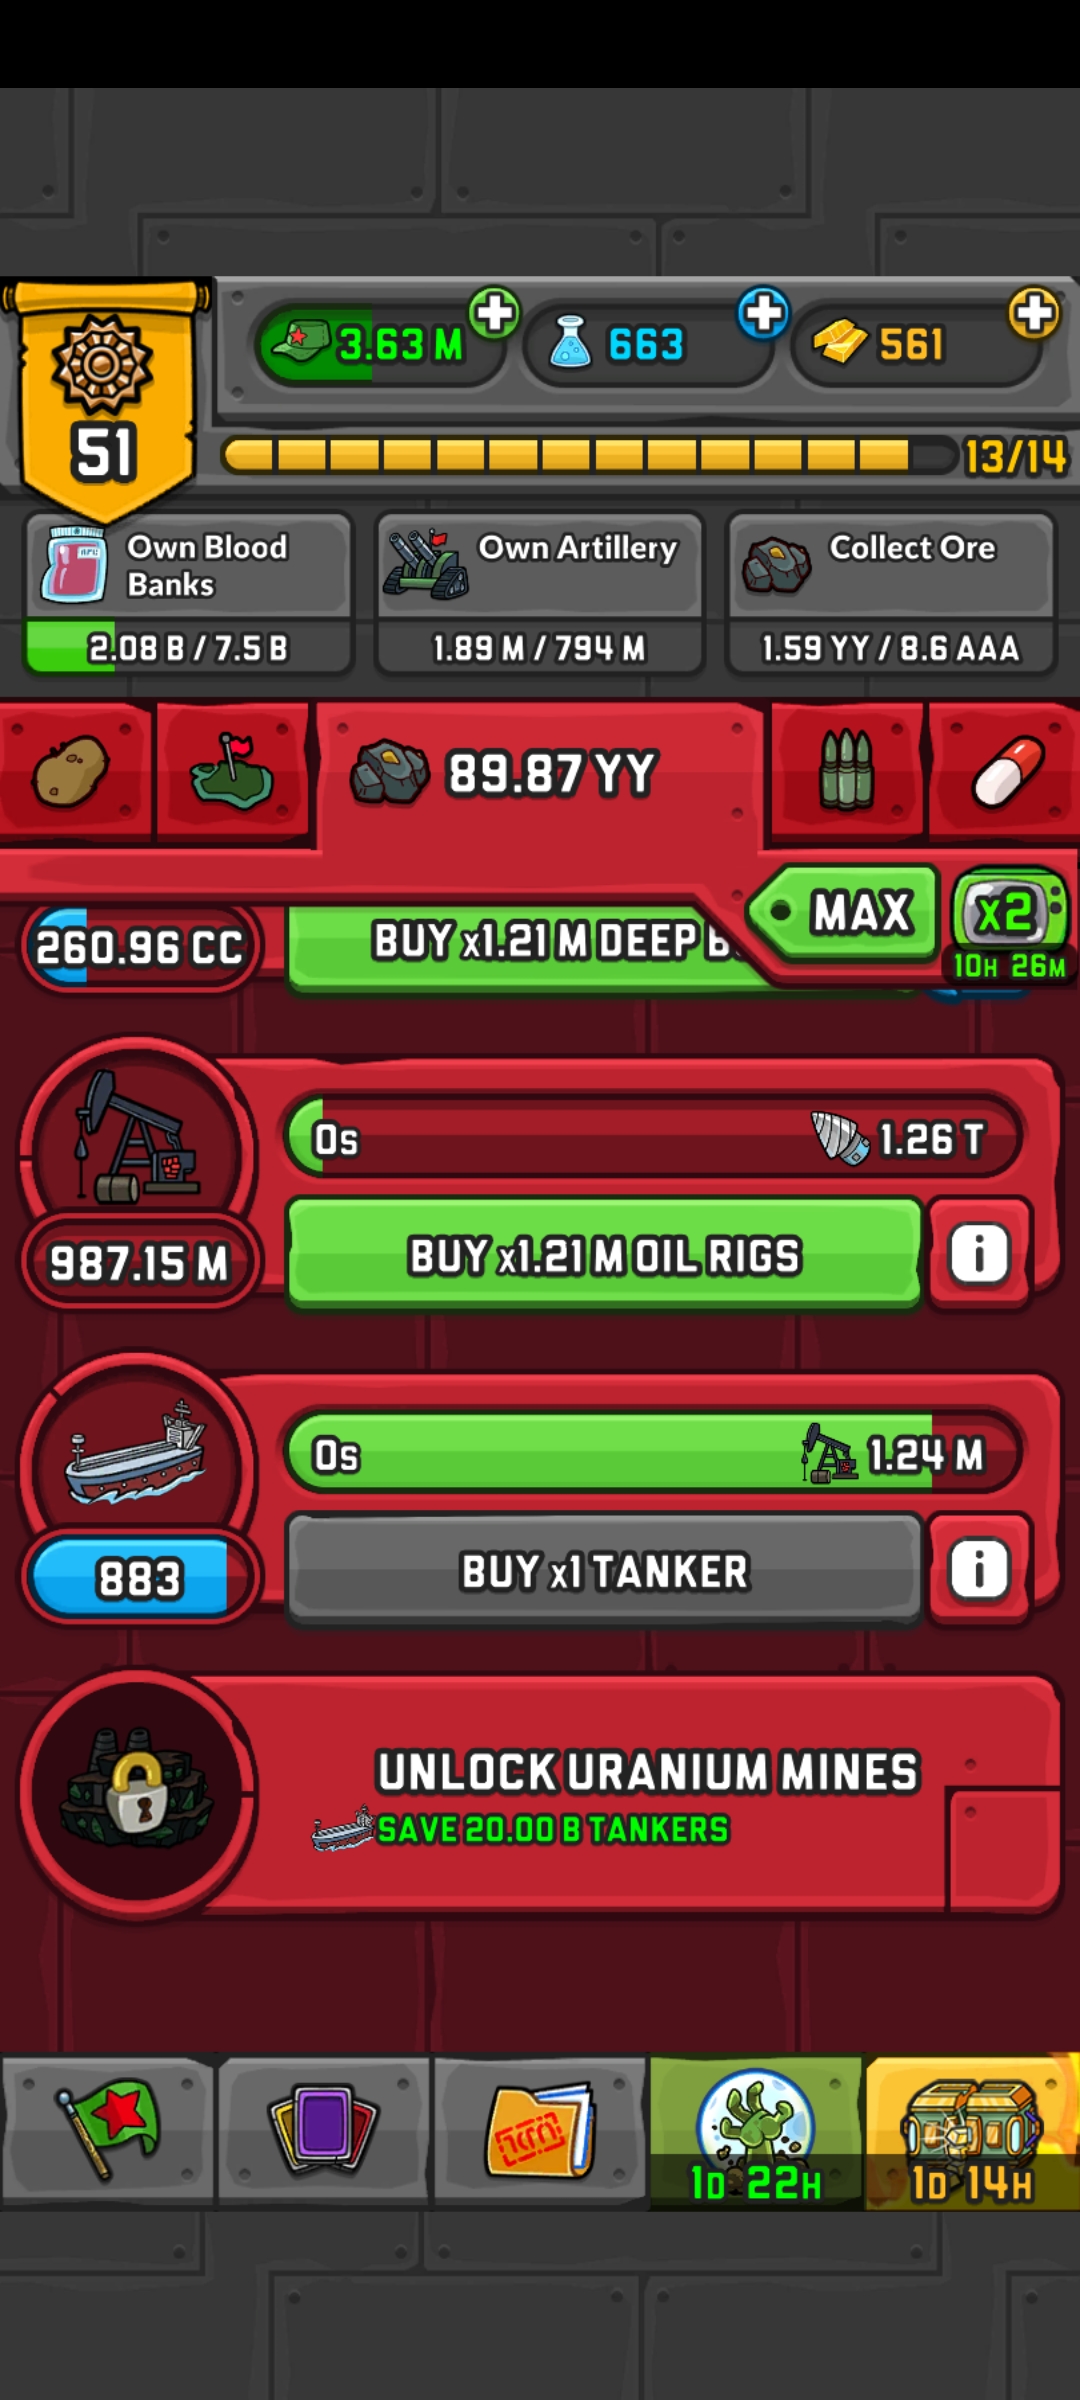 3.63 M
663
561
51
13/14
Own Blood
Banks
Own Artillery
Collect Ore
2.08 B / 7.5 B
1.89 M / 794 M
1.59 YY / 8.6 AAA
89.87 YY
MAX
x2
10H 26M
260.96 CC
BUY x1.21 M DEEP
0s
1.26 T
987.15 M
BUY x1.21 M OIL RIGS
i
0s
1.24 M
883
BUY x1 TANKER
i
UNLOCK URANIUM MINES
SAVE 20.00 B TANKERS
1D 22H
1D 14H